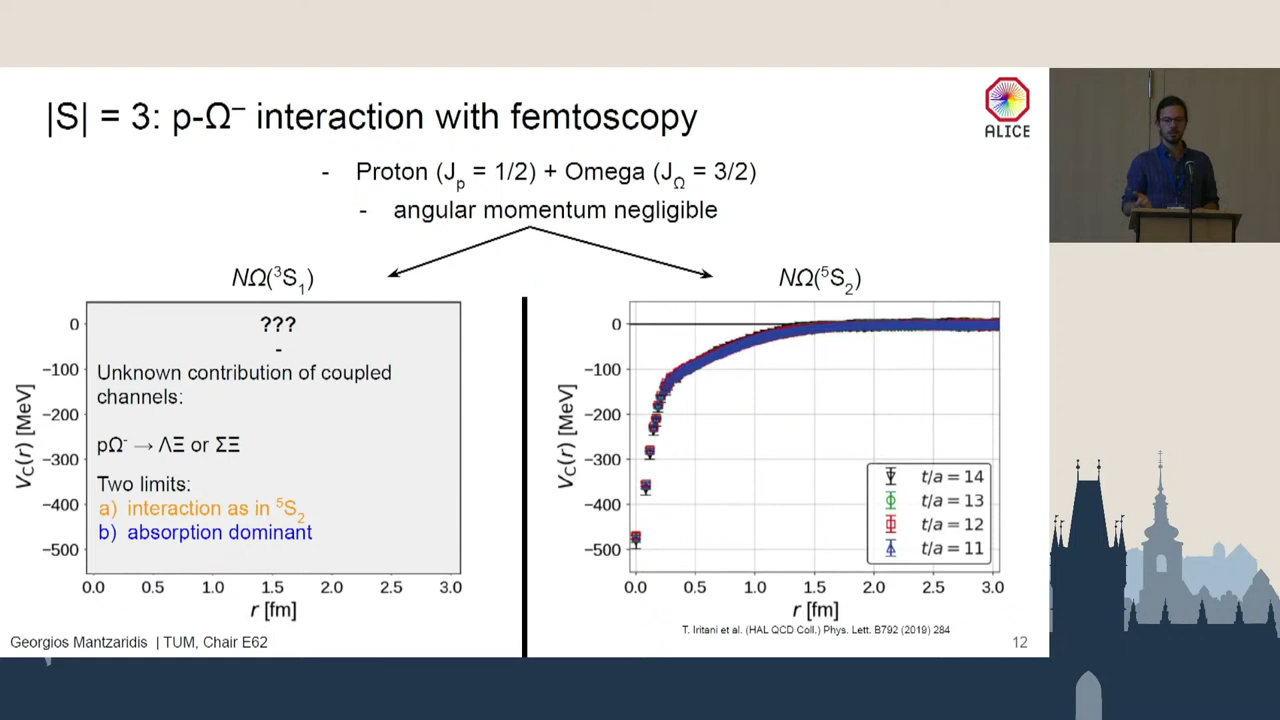 |S| = 3: p-Ω⁻ interaction with femtoscopy
ALICE
- Proton (Jₚ = 1/2) + Omega (J_Ω = 3/2)
- angular momentum negligible
NΩ(³S₁)
NΩ(⁵S₂)
0
−100
−200
−300
−400
−500
V_C(r) [MeV]
???
-
Unknown contribution of coupled
channels:
pΩ⁻ → ΛΞ or ΣΞ
Two limits:
a) interaction as in ⁵S₂
b) absorption dominant
0.0 0.5 1.0 1.5 2.0 2.5 3.0
r [fm]
0
−100
−200
−300
−400
−500
V_C(r) [MeV]
t/a = 14
t/a = 13
t/a = 12
t/a = 11
0.0 0.5 1.0 1.5 2.0 2.5 3.0
r [fm]
T. Iritani et al. (HAL QCD Coll.) Phys. Lett. B792 (2019) 284
Georgios Mantzaridis | TUM, Chair E62
12